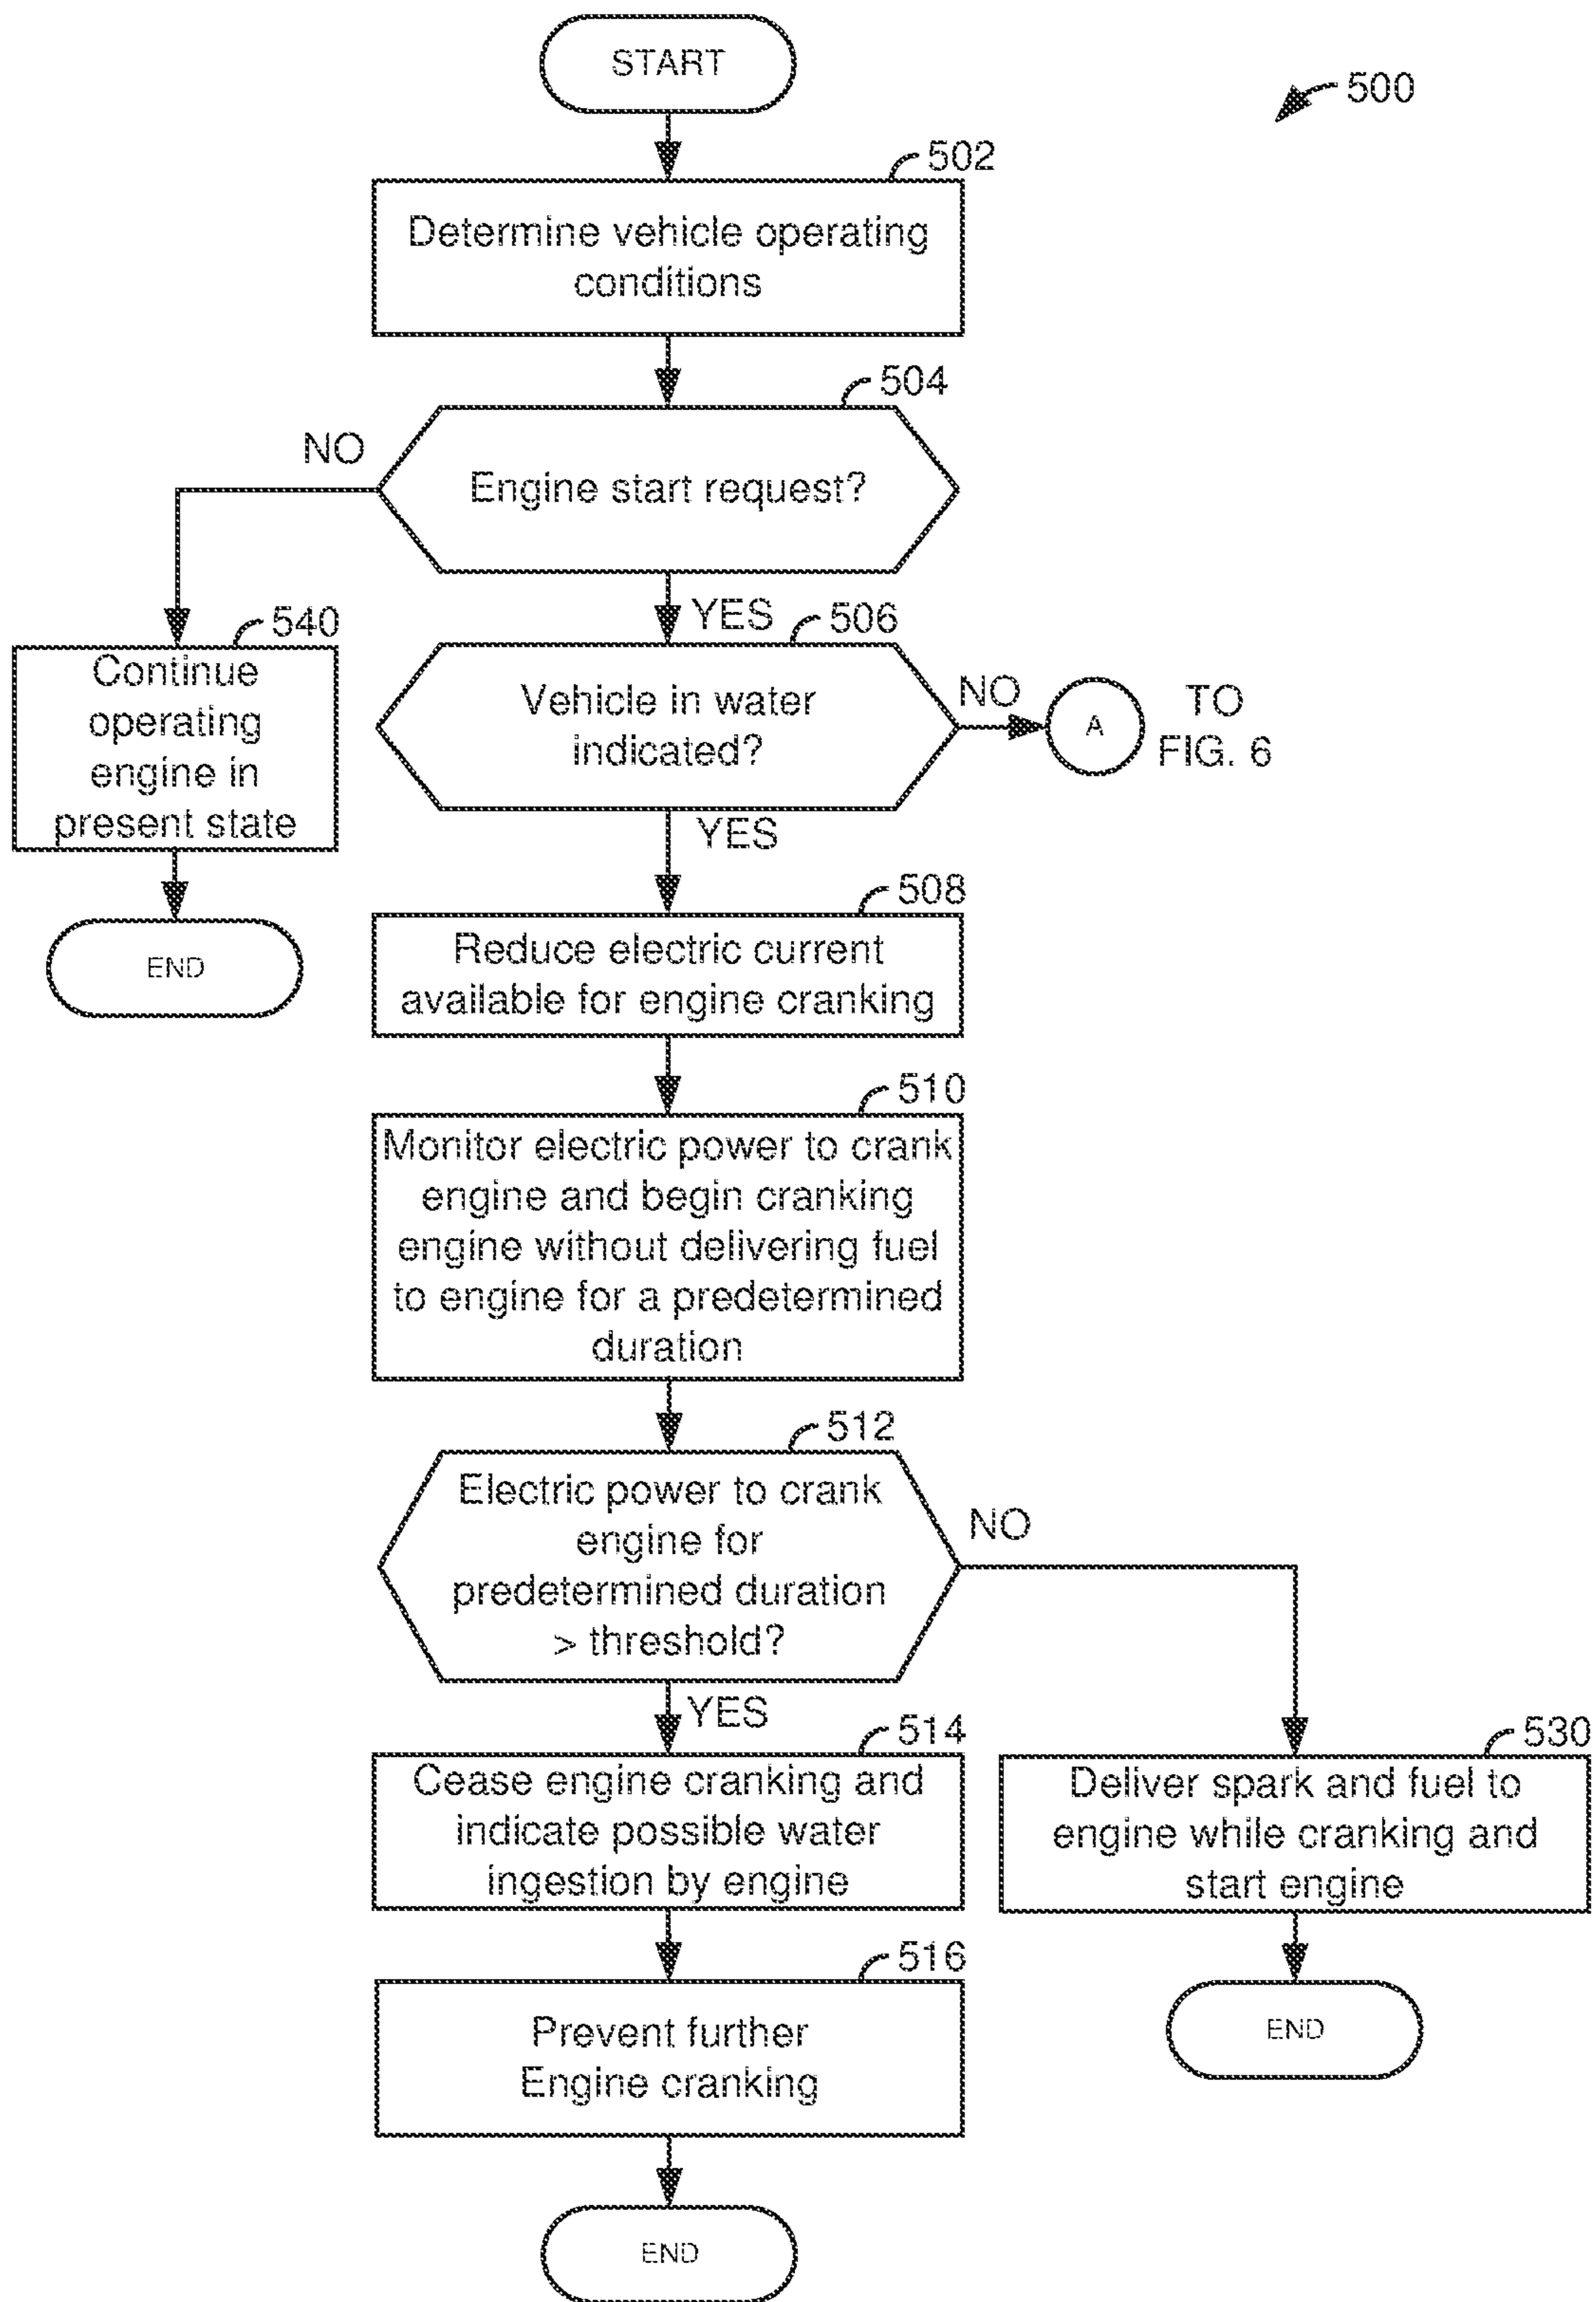 START
500
502
Determine vehicle operating
conditions
504
NO
Engine start request?
YES
506
540
Continue
operating
engine in
present state
END
Vehicle in water
indicated?
NO
A
TO
FIG. 6
YES
508
Reduce electric current
available for engine cranking
510
Monitor electric power to crank
engine and begin cranking
engine without delivering fuel
to engine for a predetermined
duration
512
Electric power to crank
engine for
predetermined duration
> threshold?
NO
YES
514
Cease engine cranking and
indicate possible water
ingestion by engine
530
Deliver spark and fuel to
engine while cranking and
start engine
END
516
Prevent further
Engine cranking
END